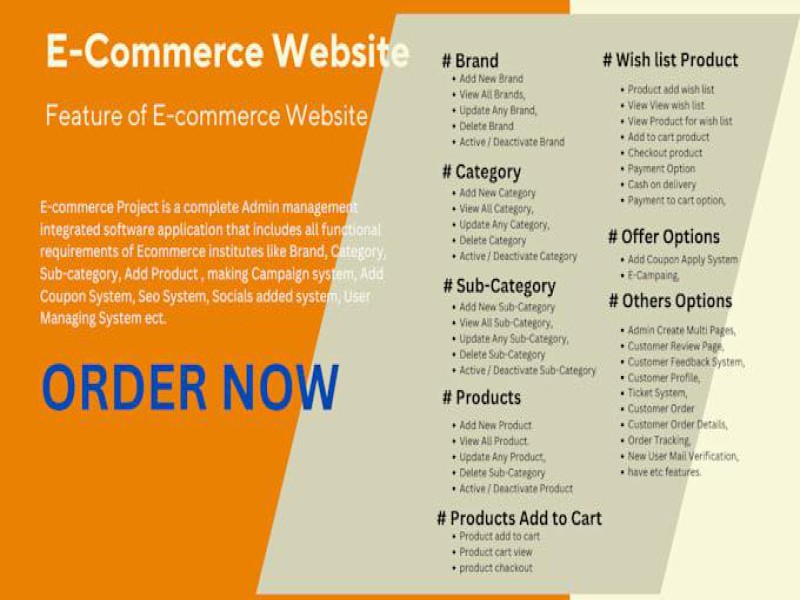 E-Commerce Website
Feature of E-commerce Website
E-commerce Project is a complete Admin management
integrated software application that includes all functional
requirements of Ecommerce institutes like Brand, Category,
Sub-category, Add Product , making Campaign system, Add
Coupon System, Seo System, Socials added system, User
Managing System ect.
ORDER NOW
# Brand
• Add New Brand
• View All Brands,
• Update Any Brand,
• Delete Brand
• Active / Deactivate Brand
# Category
• Add New Category
• View All Category,
• Update Any Category,
• Delete Category
• Active / Deactivate Category
# Sub-Category
• Add New Sub-Category
• View All Sub-Category,
• Update Any Sub-Category,
• Delete Sub-Category
• Active / Deactivate Sub-Category
# Products
• Add New Product
• View All Product.
• Update Any Product,
• Delete Sub-Category
• Active / Deactivate Product
# Products Add to Cart
• Product add to cart
• Product cart view
• product chackout
# Wish list Product
• Product add wish list
• View View wish list
• View Product for wish list
• Add to cart product
• Checkout product
• Payment Option
• Cash on delivery
• Payment to cart option,
# Offer Options
• Add Coupon Apply System
• E-Campaing,
# Others Options
• Admin Create Multi Pages,
• Customer Review Page,
• Customer Feedback System,
• Customer Profile,
• Ticket System,
• Customer Order
• Customer Order Details,
• Order Tracking,
• New User Mail Verification,
• have etc features.